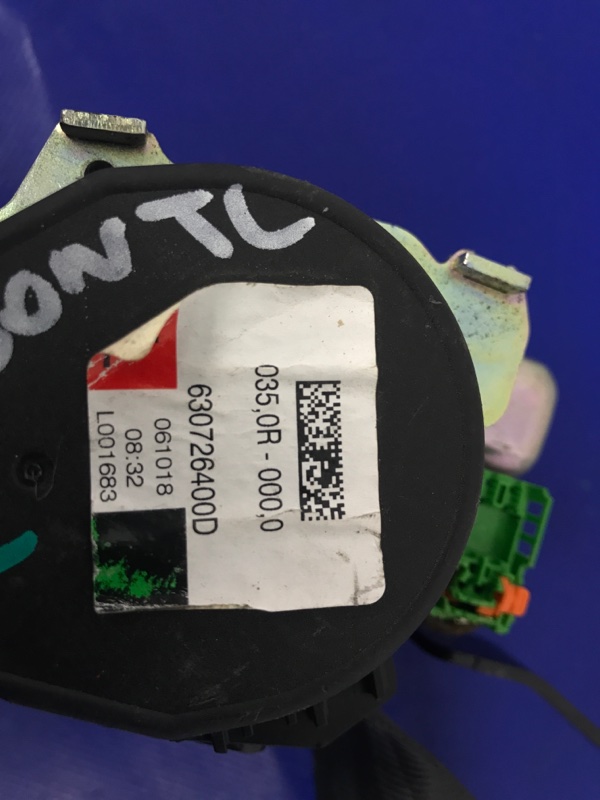 ON TL
035,0R - 000,0
630726400D
061018
08:32
L001683